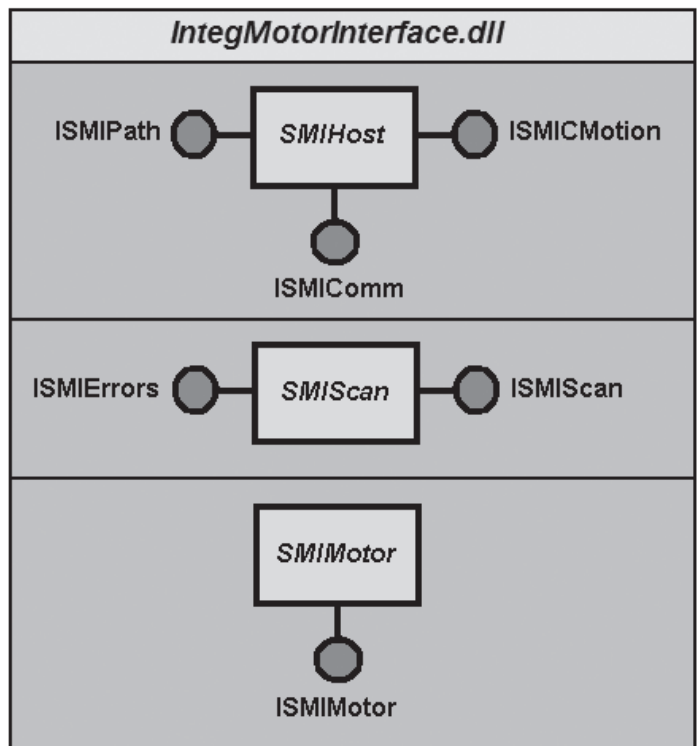 IntegMotorInterface.dll
ISMIPath
SMIHost
ISMICMotion
ISMIComm
ISMIErrors
SMIScan
ISMIScan
SMIMotor
ISMIMotor